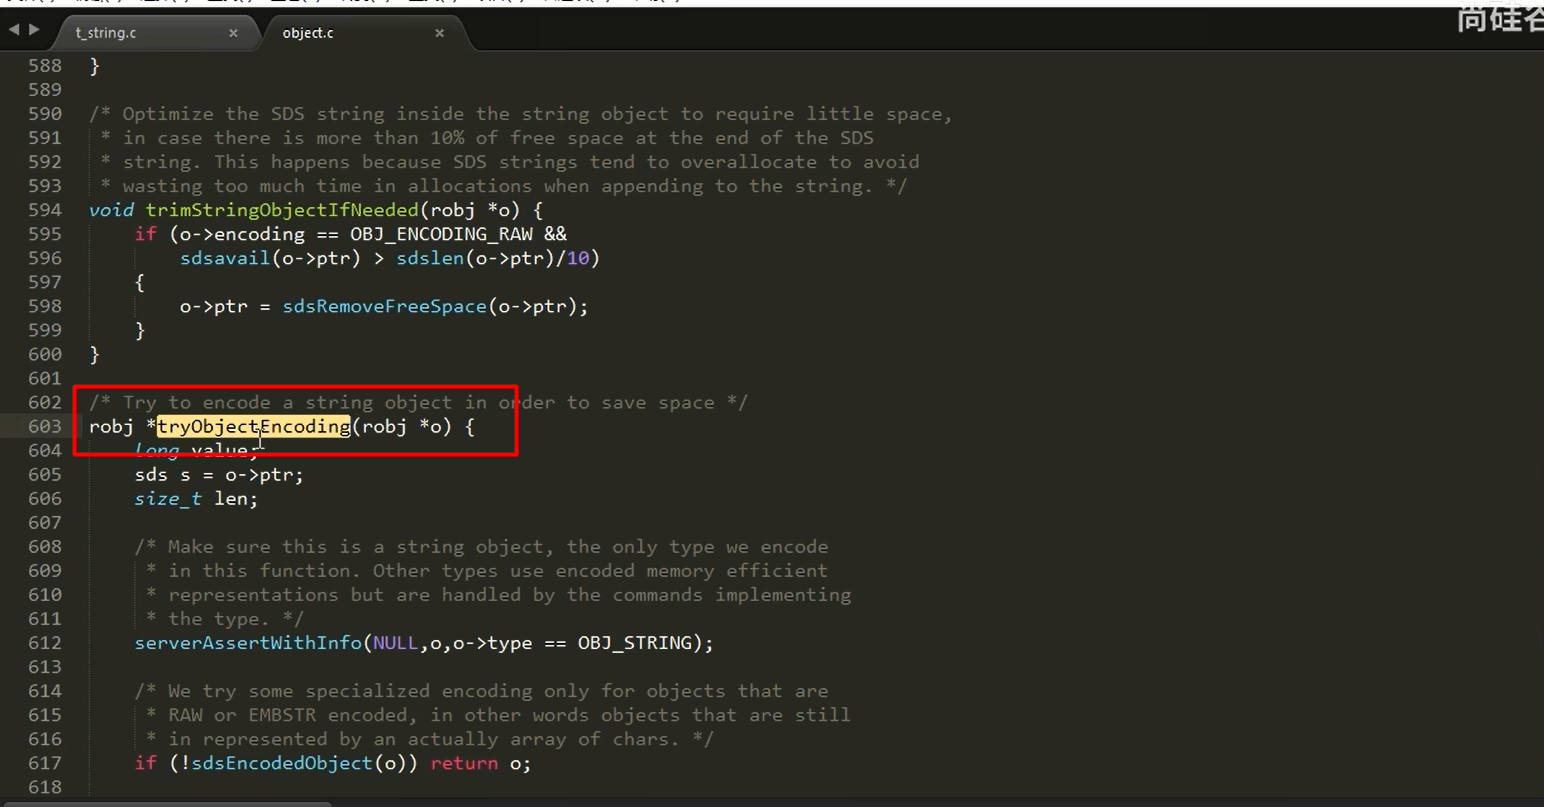 t_string.c × object.c ×
尚硅谷
588 }
589
590 /* Optimize the SDS string inside the string object to require little space,
591 * in case there is more than 10% of free space at the end of the SDS
592 * string. This happens because SDS strings tend to overallocate to avoid
593 * wasting too much time in allocations when appending to the string. */
594 void trimStringObjectIfNeeded(robj *o) {
595 if (o->encoding == OBJ_ENCODING_RAW &&
596 sdsavail(o->ptr) > sdslen(o->ptr)/10)
597 {
598 o->ptr = sdsRemoveFreeSpace(o->ptr);
599 }
600 }
601
602 /* Try to encode a string object in order to save space */
603 robj *tryObjectEncoding(robj *o) {
604 long value;
605 sds s = o->ptr;
606 size_t len;
607
608 /* Make sure this is a string object, the only type we encode
609 * in this function. Other types use encoded memory efficient
610 * representations but are handled by the commands implementing
611 * the type. */
612 serverAssertWithInfo(NULL,o,o->type == OBJ_STRING);
613
614 /* We try some specialized encoding only for objects that are
615 * RAW or EMBSTR encoded, in other words objects that are still
616 * in represented by an actually array of chars. */
617 if (!sdsEncodedObject(o)) return o;
618